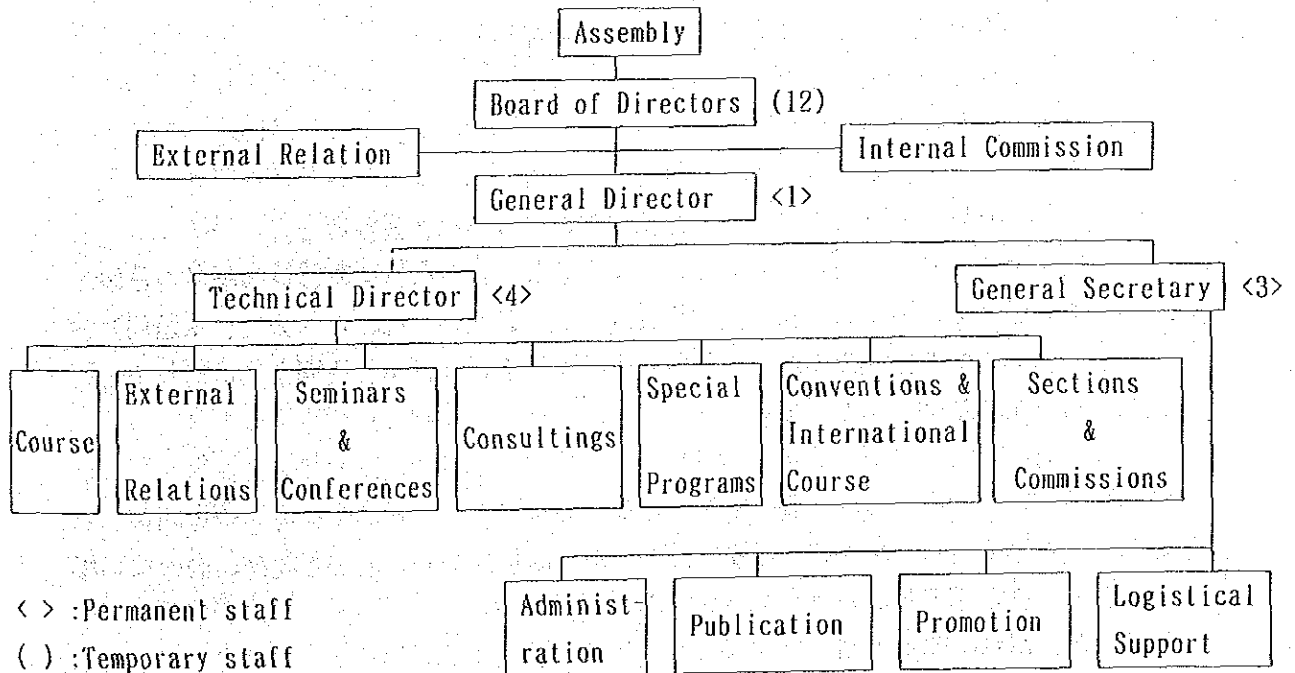 Assembly
Board of Directors (12)
External Relation
Internal Commission
General Director <1>
Technical Director <4>
General Secretary <3>
Course
External
Relations
Seminars
&
Conferences
Consultings
Special
Programs
Conventions &
International
Course
Sections
&
Commissions
< > :Permanent staff
( ) :Temporary staff
Administ-
ration
Publication
Promotion
Logistical
Support